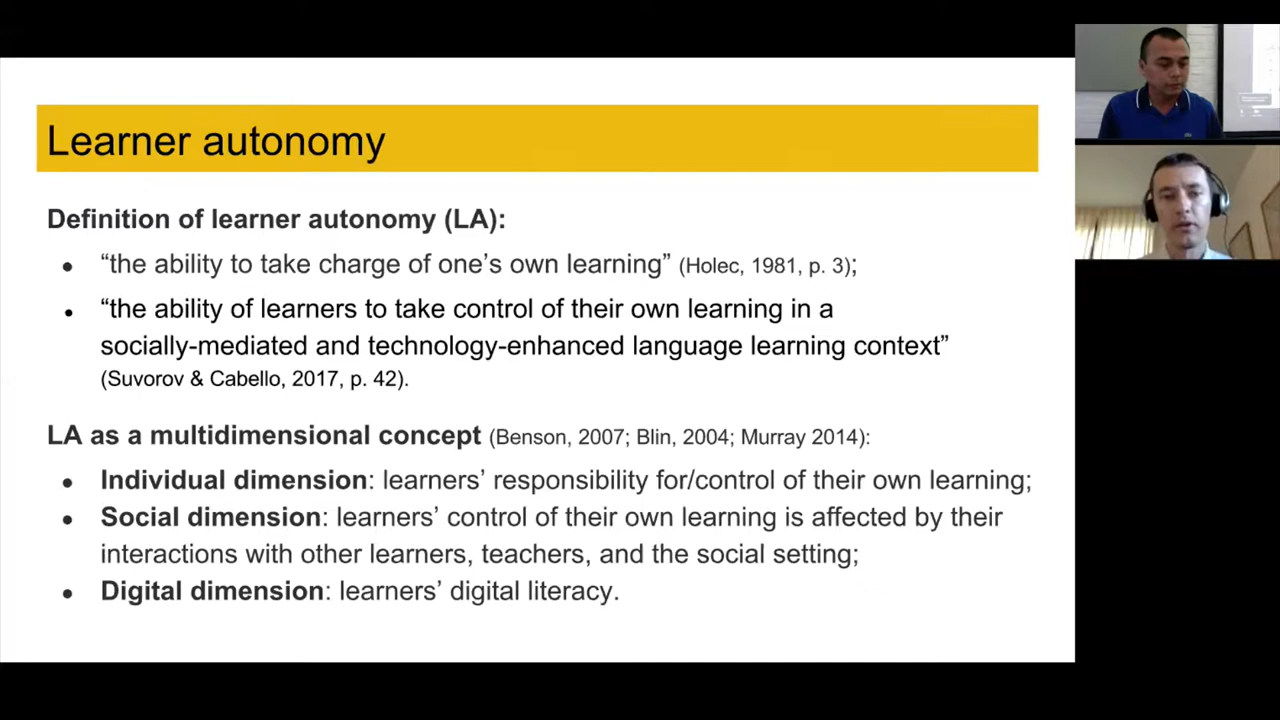 Learner autonomy
Definition of learner autonomy (LA):
● “the ability to take charge of one’s own learning” (Holec, 1981, p. 3);
● “the ability of learners to take control of their own learning in a
socially-mediated and technology-enhanced language learning context”
(Suvorov & Cabello, 2017, p. 42).
LA as a multidimensional concept (Benson, 2007; Blin, 2004; Murray 2014):
● Individual dimension: learners’ responsibility for/control of their own learning;
● Social dimension: learners’ control of their own learning is affected by their
interactions with other learners, teachers, and the social setting;
● Digital dimension: learners’ digital literacy.